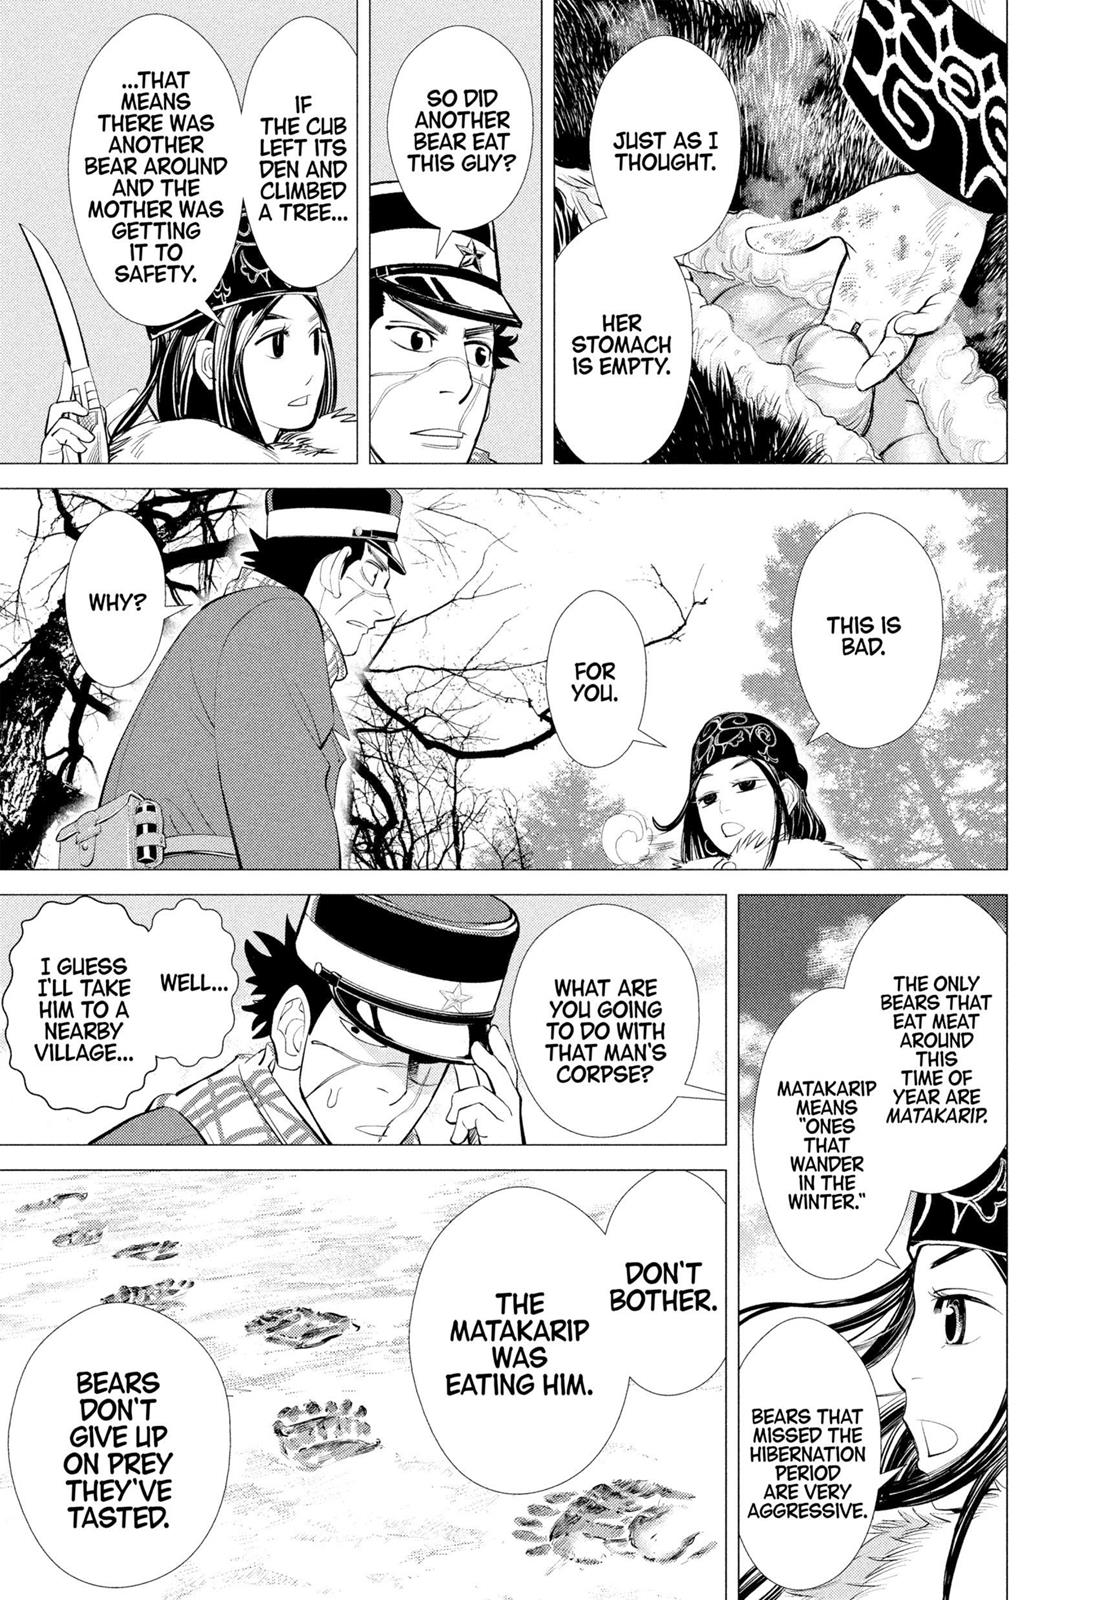 JUST AS I
THOUGHT.
HER
STOMACH
IS EMPTY.
SO DID
ANOTHER
BEAR EAT
THIS GUY?
IF
THE CUB
LEFT ITS
DEN AND
CLIMBED
A TREE...
...THAT
MEANS
THERE WAS
ANOTHER
BEAR AROUND
AND THE
MOTHER WAS
GETTING
IT TO
SAFETY.
THIS IS
BAD.
FOR
YOU.
WHY?
THE ONLY
BEARS THAT
EAT MEAT
AROUND
THIS
TIME OF
YEAR ARE
MATAKARIP.
MATAKARIP
MEANS
"ONES
THAT
WANDER
IN THE
WINTER."
BEARS THAT
MISSED THE
HIBERNATION
PERIOD
ARE VERY
AGGRESSIVE.
WHAT ARE
YOU GOING
TO DO WITH
THAT MAN'S
CORPSE?
WELL...
I GUESS
I'LL TAKE
HIM TO A
NEARBY
VILLAGE...
DON'T
BOTHER.
THE
MATAKARIP
WAS
EATING HIM.
BEARS
DON'T
GIVE UP
ON PREY
THEY'VE
TASTED.